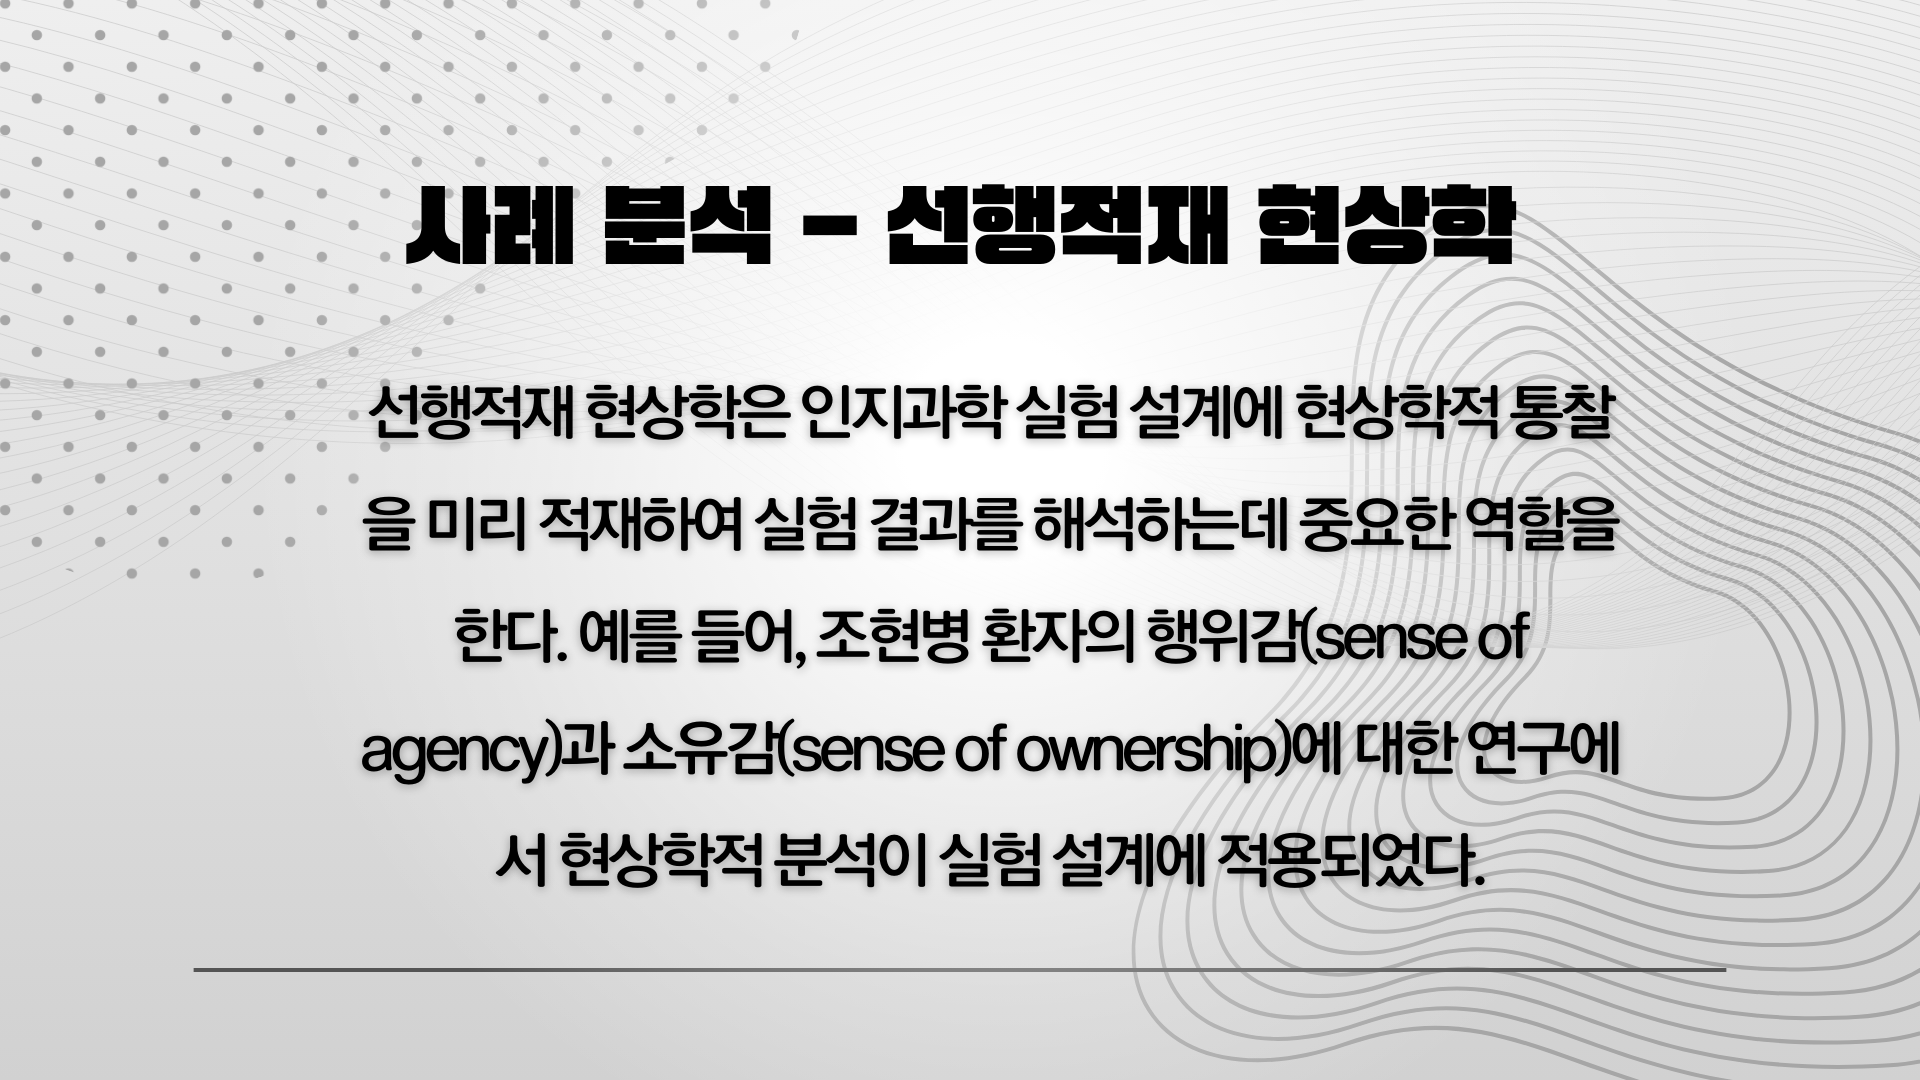 사례 분석 - 선행적재 현상학
선행적재 현상학은 인지과학 실험 설계에 현상학적 통찰
을 미리 적재하여 실험 결과를 해석하는데 중요한 역할을
한다. 예를 들어, 조현병 환자의 행위감(sense of
agency)과 소유감(sense of ownership)에 대한 연구에
서 현상학적 분석이 실험 설계에 적용되었다.